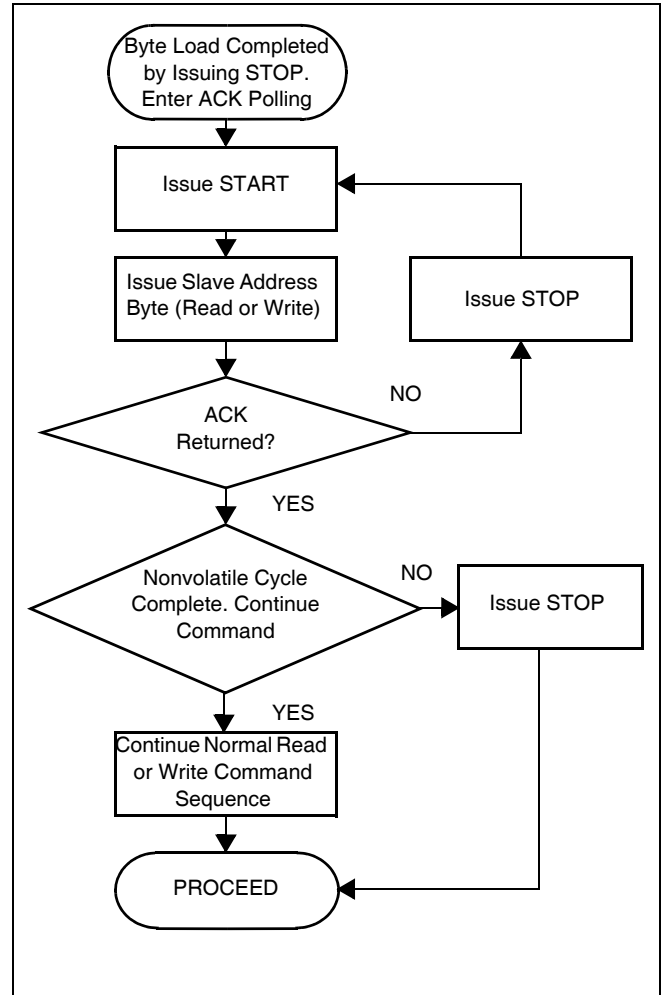 Byte Load Completed
by Issuing STOP.
Enter ACK Polling
Issue START
Issue Slave Address
Byte (Read or Write)
Issue STOP
ACK
Returned?
NO
YES
Nonvolatile Cycle
Complete. Continue
Command
NO
Issue STOP
YES
Continue Normal Read
or Write Command
Sequence
PROCEED